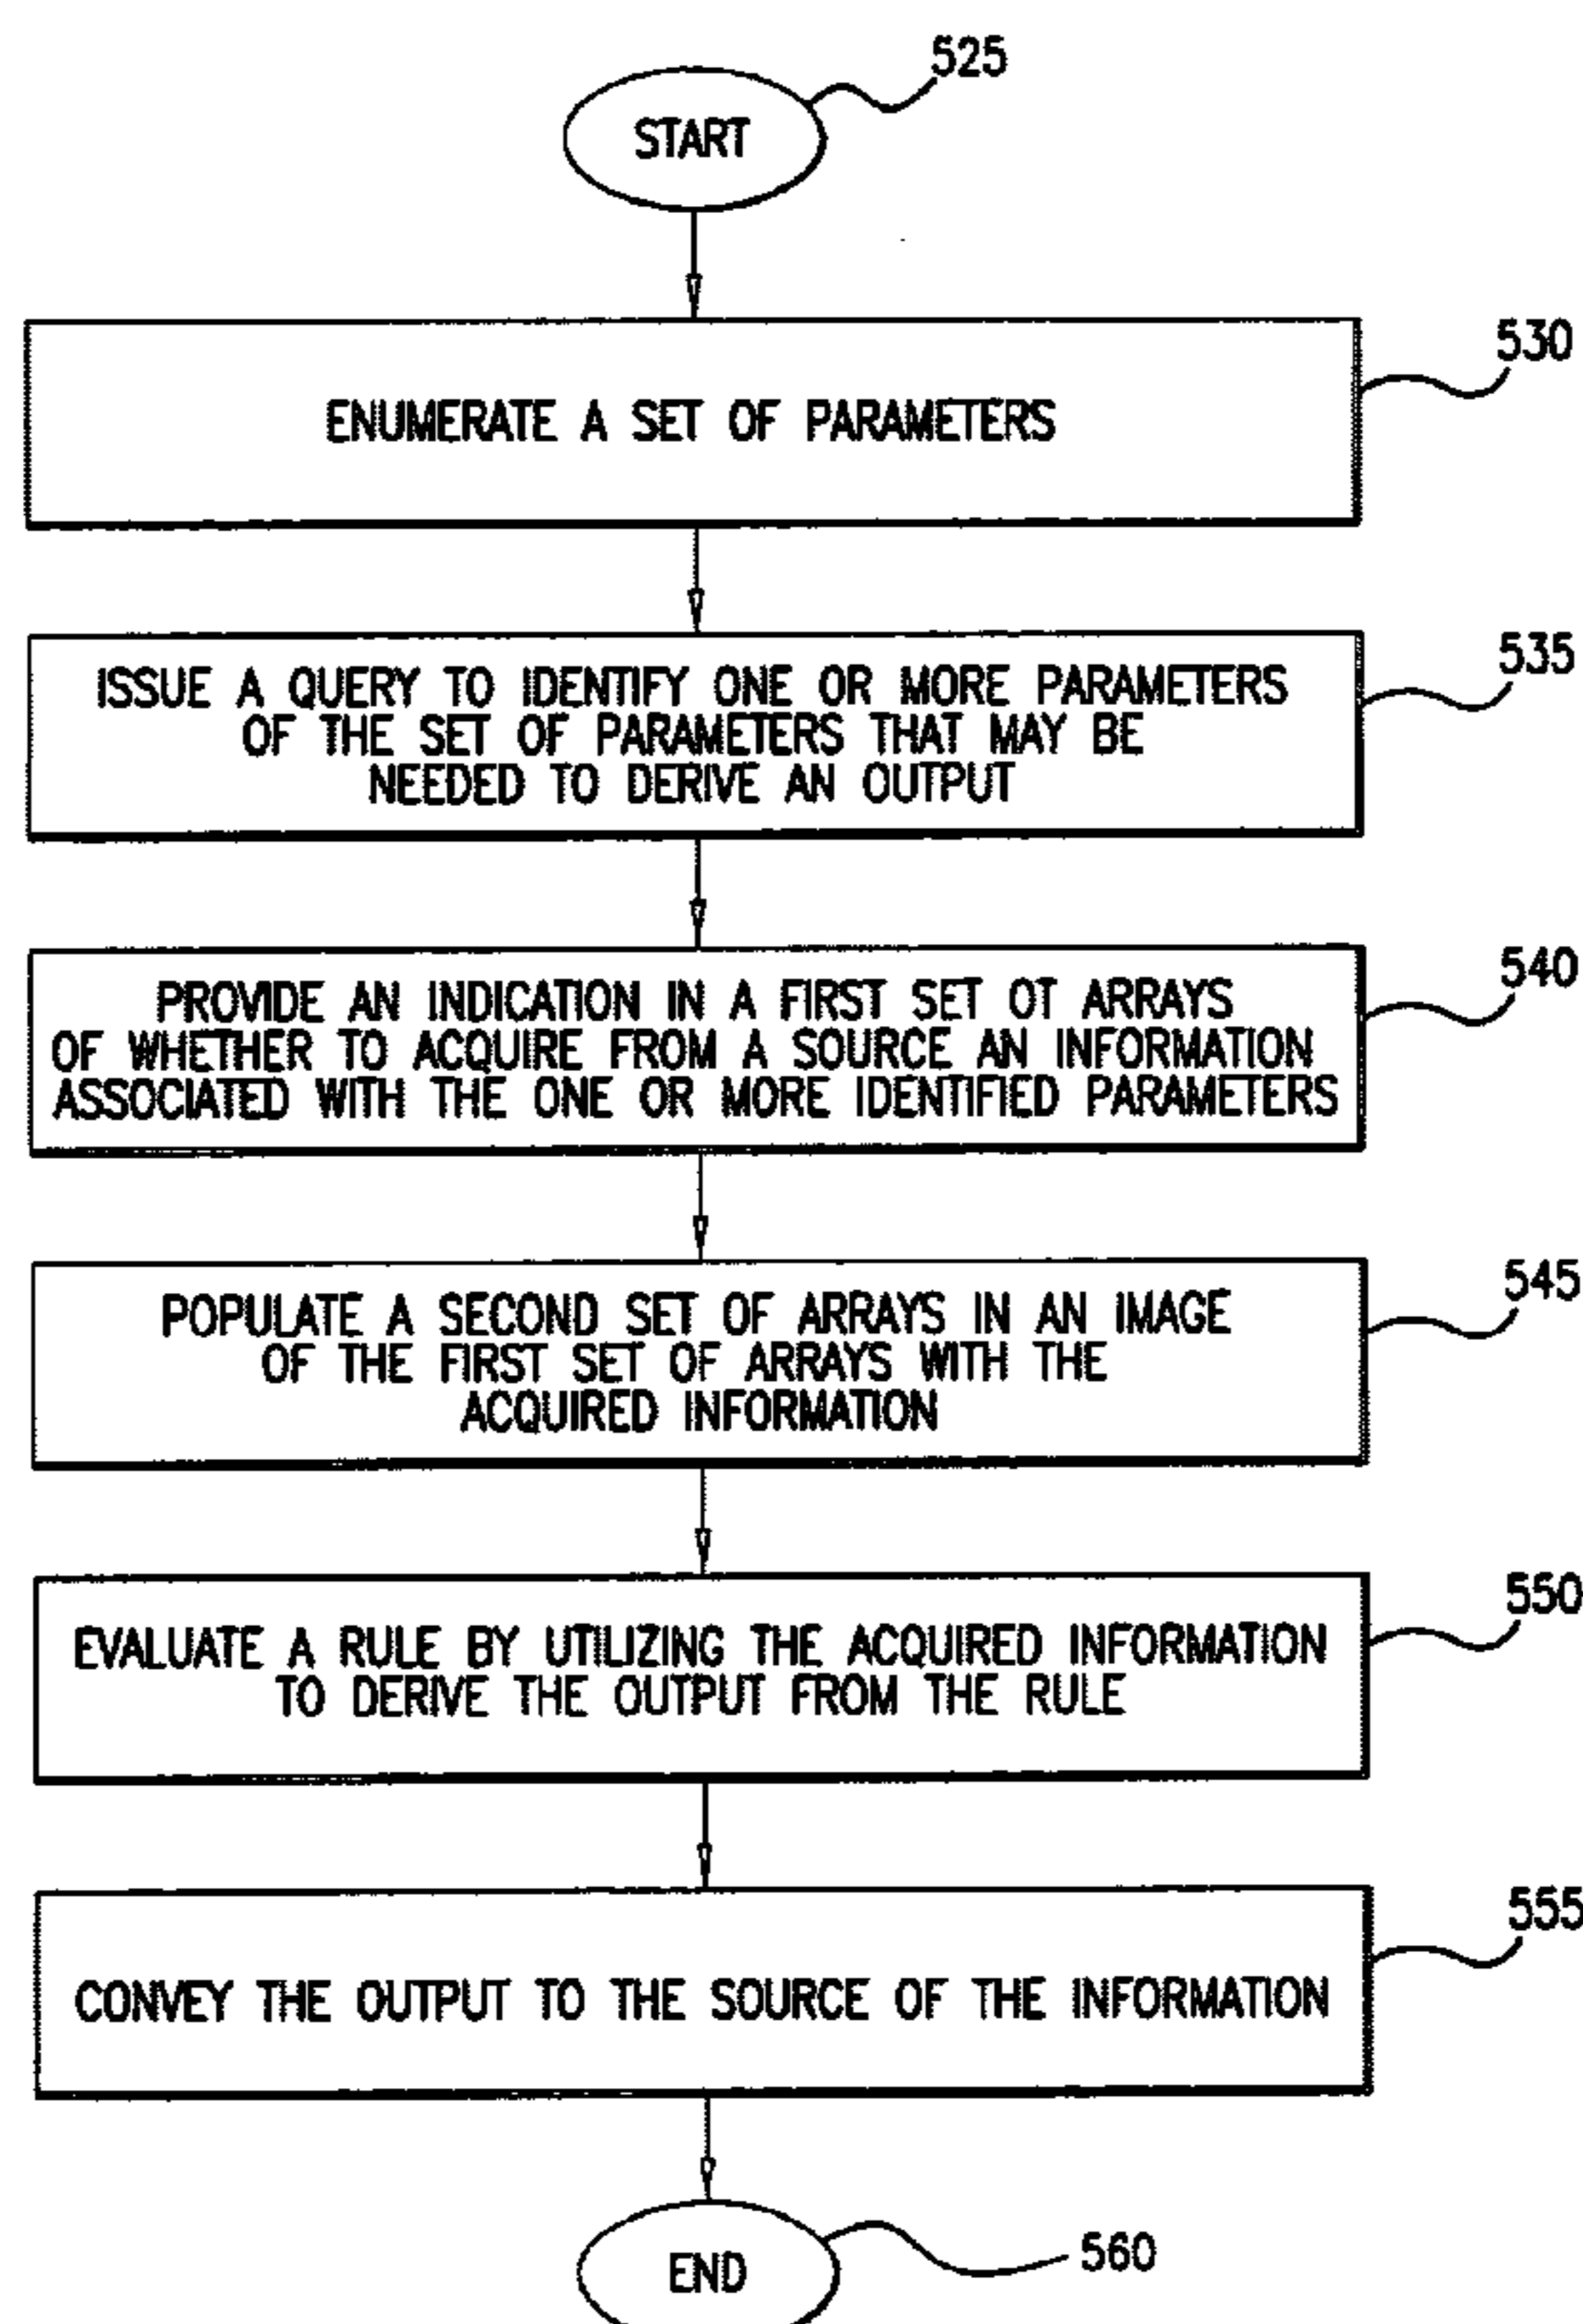 525
START
530
ENUMERATE A SET OF PARAMETERS
535
ISSUE A QUERY TO IDENTIFY ONE OR MORE PARAMETERS
OF THE SET OF PARAMETERS THAT MAY BE
NEEDED TO DERIVE AN OUTPUT
540
PROVIDE AN INDICATION IN A FIRST SET OT ARRAYS
OF WHETHER TO ACQUIRE FROM A SOURCE AN INFORMATION
ASSOCIATED WITH THE ONE OR MORE IDENTIFIED PARAMETERS
545
POPULATE A SECOND SET OF ARRAYS IN AN IMAGE
OF THE FIRST SET OF ARRAYS WITH THE
ACQUIRED INFORMATION
550
EVALUATE A RULE BY UTILIZING THE ACQUIRED INFORMATION
TO DERIVE THE OUTPUT FROM THE RULE
555
CONVEY THE OUTPUT TO THE SOURCE OF THE INFORMATION
560
END